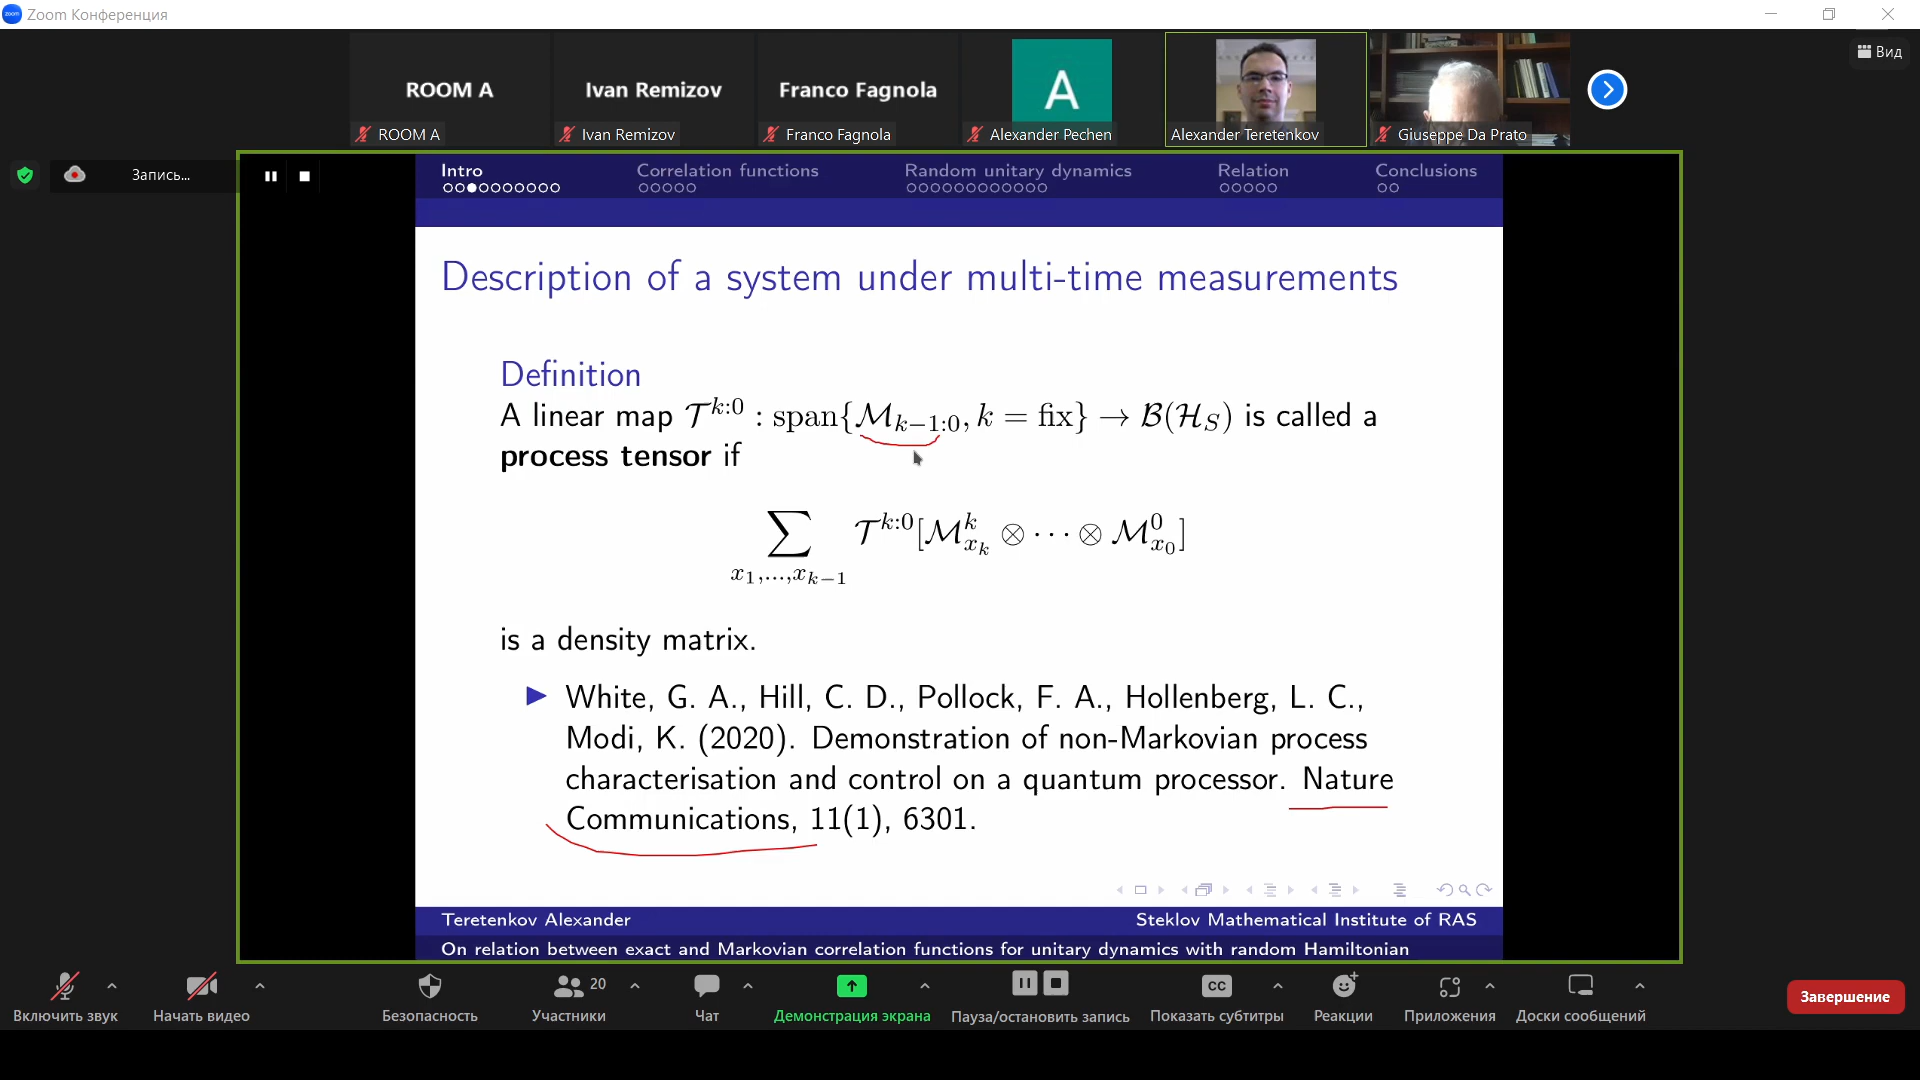 Zoom Конференция
ROOM A
Ivan Remizov
Franco Fagnola
A
Вид
ROOM A
Ivan Remizov
Franco Fagnola
Alexander Pechen
Alexander Teretenkov
Giuseppe Da Prato
Запись...
Intro
Correlation functions
Random unitary dynamics
Relation
Conclusions
Description of a system under multi-time measurements
Definition
A linear map 𝒯^{k:0} : span{ℳ_{k−1:0}, k = fix} → ℬ(ℋ_S) is called a
process tensor if
∑_{x_1,...,x_{k−1}} 𝒯^{k:0}[ℳ^k_{x_k} ⊗ ··· ⊗ ℳ^0_{x_0}]
is a density matrix.
White, G. A., Hill, C. D., Pollock, F. A., Hollenberg, L. C.,
Modi, K. (2020). Demonstration of non-Markovian process
characterisation and control on a quantum processor. Nature
Communications, 11(1), 6301.
Teretenkov Alexander
Steklov Mathematical Institute of RAS
On relation between exact and Markovian correlation functions for unitary dynamics with random Hamiltonian
20
CC
Включить звук
Начать видео
Безопасность
Участники
Чат
Демонстрация экрана
Пауза/остановить запись
Показать субтитры
Реакции
Приложения
Доски сообщений
Завершение